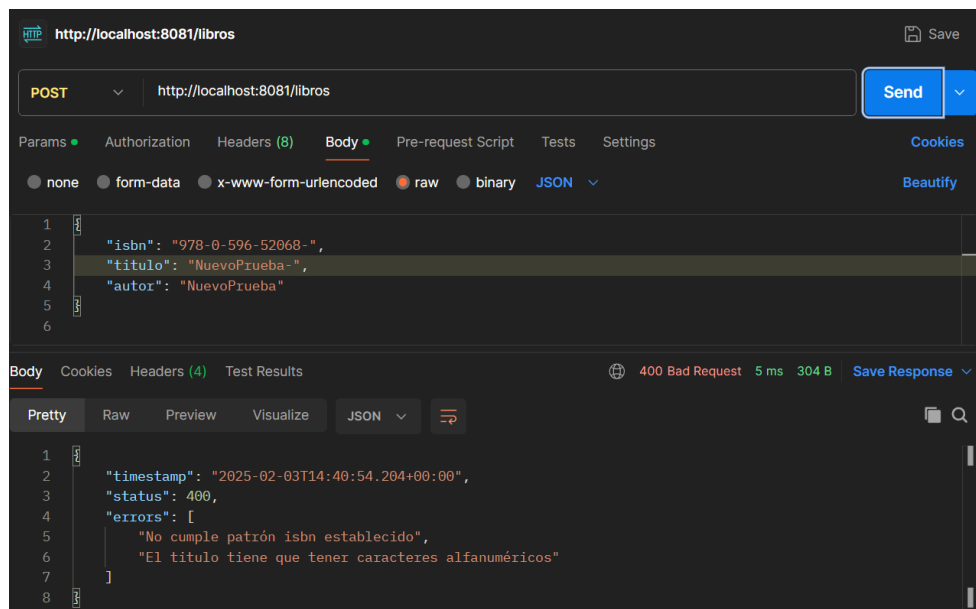 HTTP http://localhost:8081/libros Save
POST http://localhost:8081/libros Send
Params Authorization Headers (8) Body Pre-request Script Tests Settings Cookies
none form-data x-www-form-urlencoded raw binary JSON Beautify
1 {
2 "isbn": "978-0-596-52068-",
3 "titulo": "NuevoPrueba-",
4 "autor": "NuevoPrueba"
5 }
6
Body Cookies Headers (4) Test Results 400 Bad Request 5 ms 304 B Save Response
Pretty Raw Preview Visualize JSON
1 {
2 "timestamp": "2025-02-03T14:40:54.204+00:00",
3 "status": 400,
4 "errors": [
5 "No cumple patrón isbn establecido",
6 "El titulo tiene que tener caracteres alfanuméricos"
7 ]
8 }